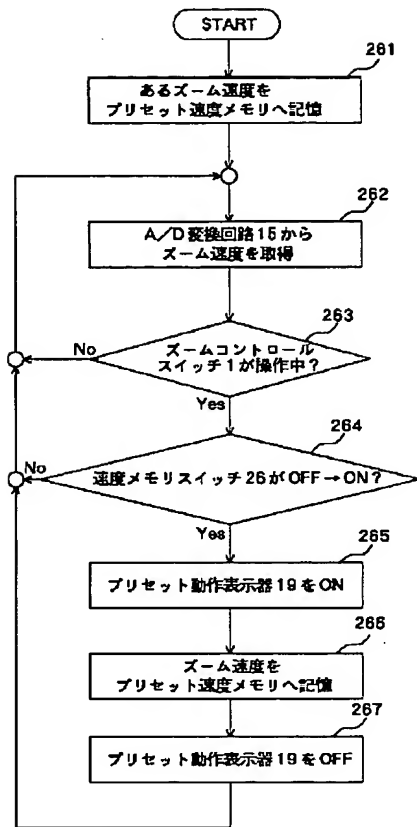 START
261
あるズーム速度を
プリセット速度メモリへ記憶
262
A/D変換回路15から
ズーム速度を取得
263
ズームコントロール
スイッチ1が操作中?
No
Yes
264
速度メモリスイッチ26がOFF→ON?
No
Yes
265
プリセット動作表示器19をON
266
ズーム速度を
プリセット速度メモリへ記憶
267
プリセット動作表示器19をOFF